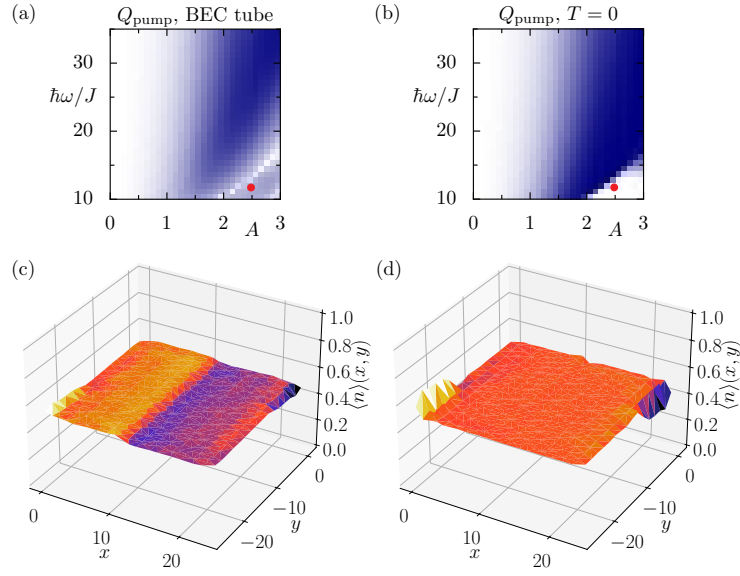 (a)
Q_pump, BEC tube
ħω/J
30
20
10
0
1
2
A
3
(b)
Q_pump, T = 0
ħω/J
30
20
10
0
1
2
A
3
(c)
1.0
0.8
0.6
0.4
0.2
0.0
⟨n⟩(x, y)
0
−10
−20
y
0
10
20
x
(d)
1.0
0.8
0.6
0.4
0.2
0.0
⟨n⟩(x, y)
0
−10
−20
y
0
10
20
x